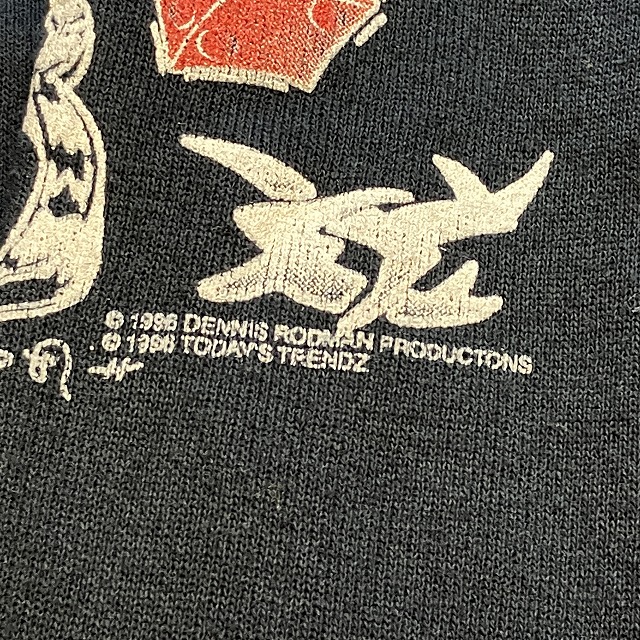 © 1996 DENNIS RODMAN PRODUCTONS
© 1996 TODAY'S TRENDZ